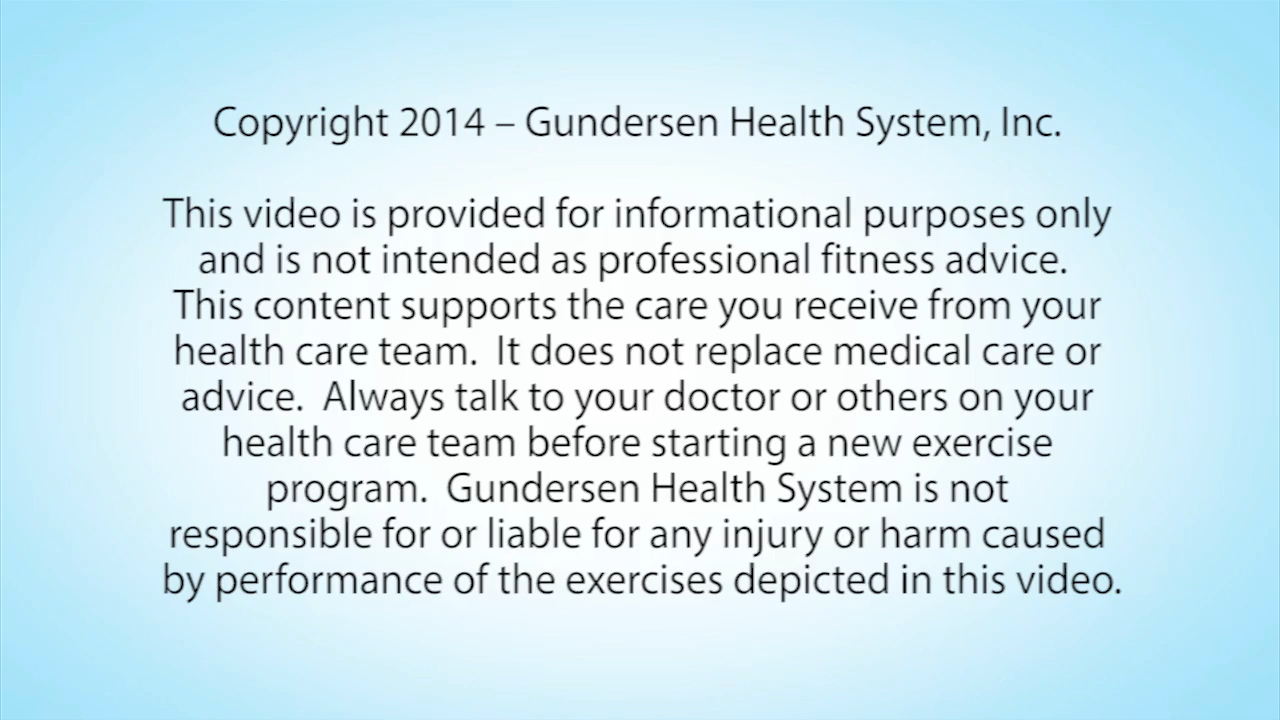 Copyright 2014 – Gundersen Health System, Inc.
This video is provided for informational purposes only
and is not intended as professional fitness advice.
This content supports the care you receive from your
health care team.  It does not replace medical care or
advice.  Always talk to your doctor or others on your
health care team before starting a new exercise
program.  Gundersen Health System is not
responsible for or liable for any injury or harm caused
by performance of the exercises depicted in this video.